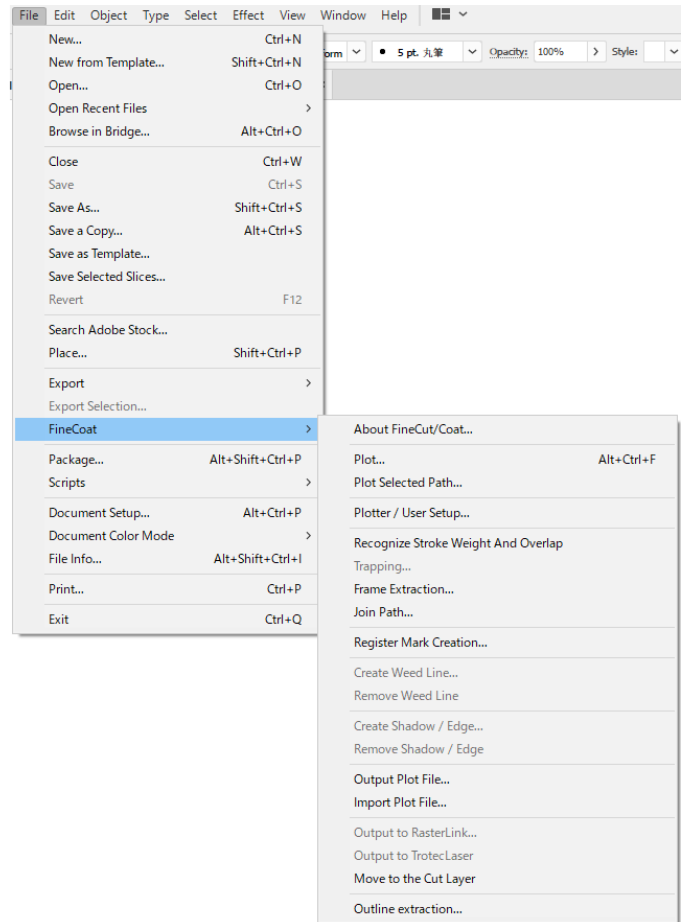 File Edit Object Type Select Effect View Window Help
5 pt. 丸筆 Opacity: 100% Style:
New... Ctrl+N
New from Template... Shift+Ctrl+N
Open... Ctrl+O
Open Recent Files
Browse in Bridge... Alt+Ctrl+O
Close Ctrl+W
Save Ctrl+S
Save As... Shift+Ctrl+S
Save a Copy... Alt+Ctrl+S
Save as Template...
Save Selected Slices...
Revert F12
Search Adobe Stock...
Place... Shift+Ctrl+P
Export
Export Selection...
FineCoat
Package... Alt+Shift+Ctrl+P
Scripts
Document Setup... Alt+Ctrl+P
Document Color Mode
File Info... Alt+Shift+Ctrl+I
Print... Ctrl+P
Exit Ctrl+Q
About FineCut/Coat...
Plot... Alt+Ctrl+F
Plot Selected Path...
Plotter / User Setup...
Recognize Stroke Weight And Overlap
Trapping...
Frame Extraction...
Join Path...
Register Mark Creation...
Create Weed Line...
Remove Weed Line
Create Shadow / Edge...
Remove Shadow / Edge
Output Plot File...
Import Plot File...
Output to RasterLink...
Output to TrotecLaser
Move to the Cut Layer
Outline extraction...